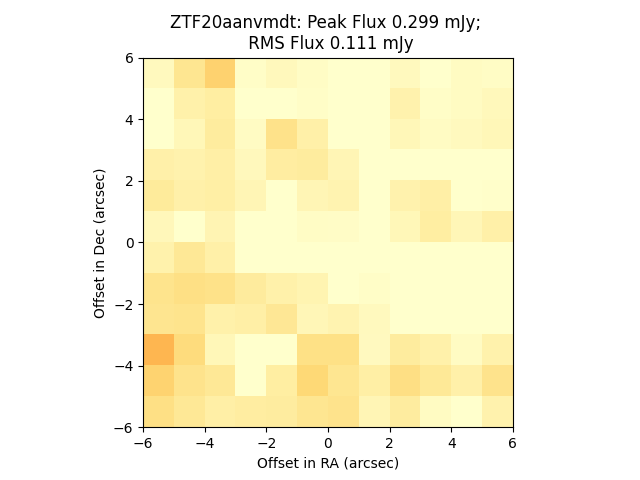 ZTF20aanvmdt: Peak Flux 0.299 mJy;
RMS Flux 0.111 mJy
6
4
2
0
−2
−4
−6
Offset in Dec (arcsec)
−6 −4 −2 0 2 4 6
Offset in RA (arcsec)